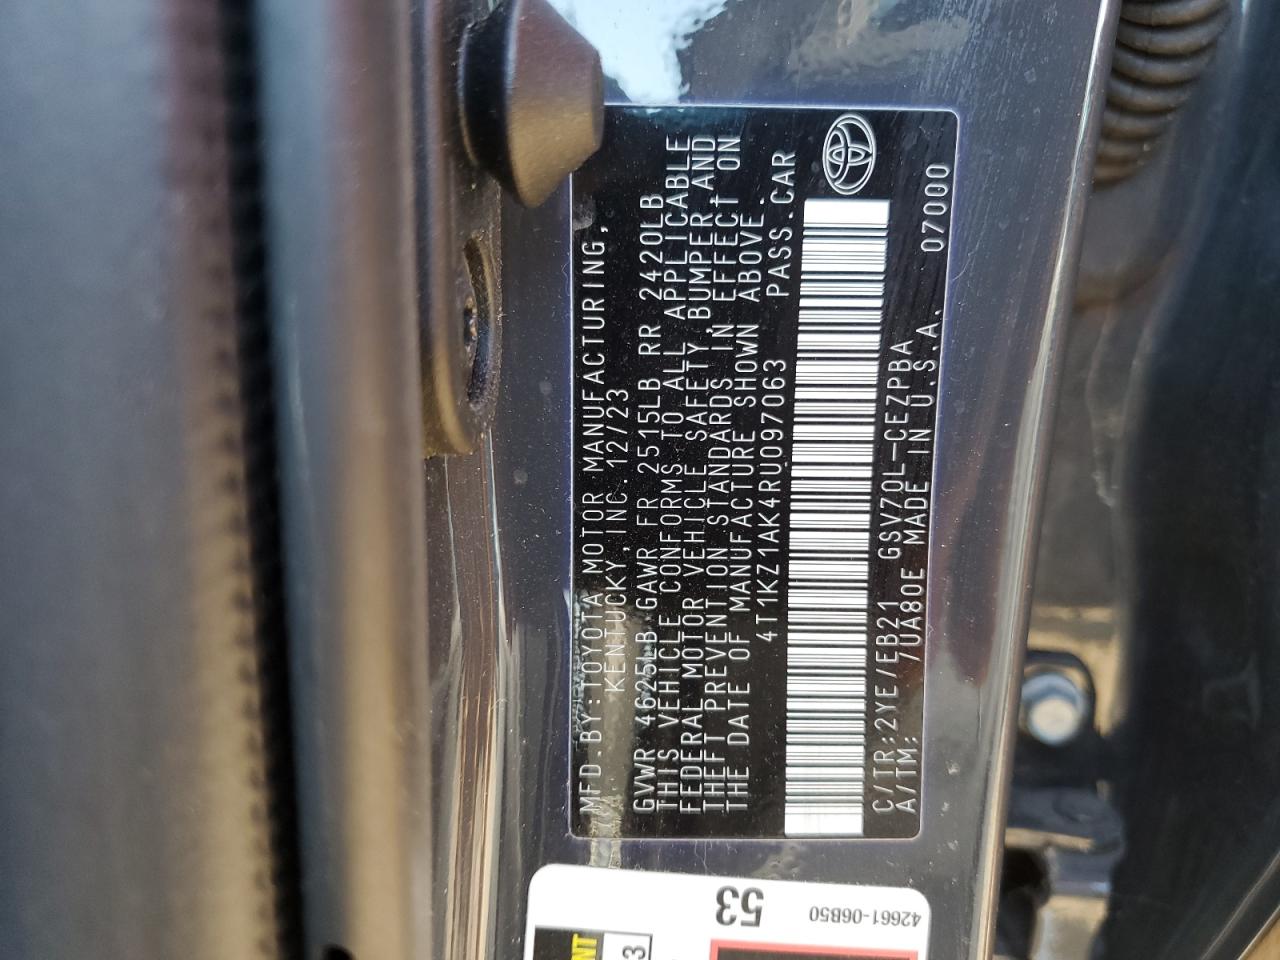 MFD.BY:TOYOTA MOTOR MANUFACTURING,
KENTUCKY,INC.12/23
GVWR 4625LB GAWR FR 2515LB RR 2420LB
THIS VEHICLE CONFORMS TO ALL APPLICABLE
FEDERAL MOTOR VEHICLE SAFETY,BUMPER,AND
THEFT PREVENTION STANDARDS IN EFFECT ON
THE DATE OF MANUFACTURE SHOWN ABOVE.
4T1KZ1AK4RU097063 PASS.CAR
C/TR:2YE/EB21 GSV70L-CEZPBA
A/TM: 7UA80E MADE IN U.S.A. 07000
53
42661-06B50
3